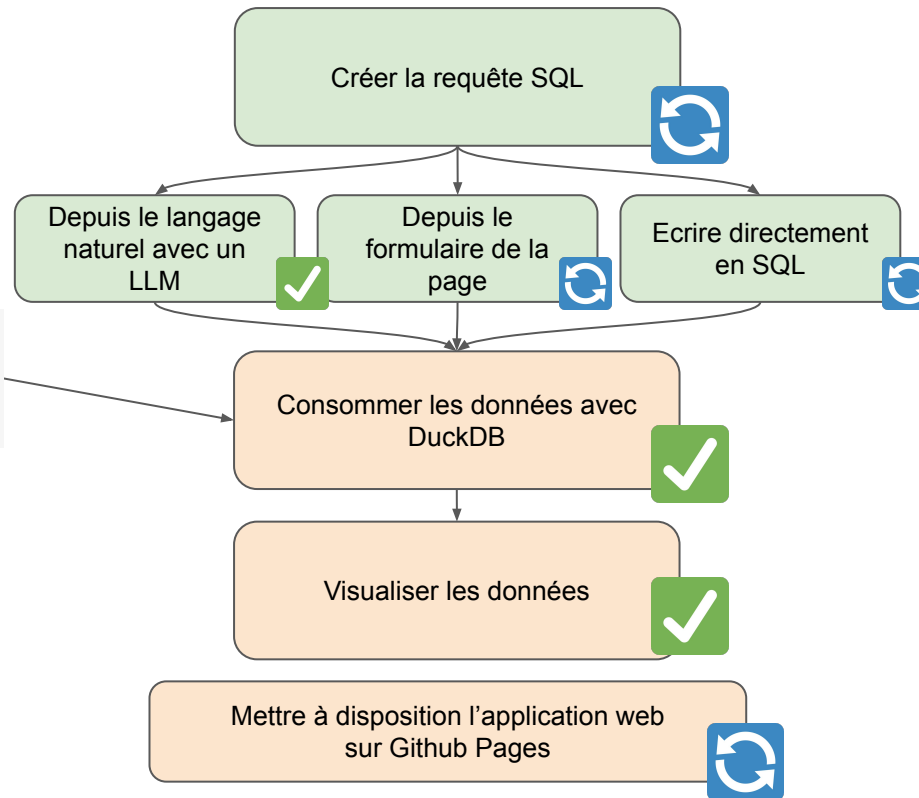 Créer la requête SQL
Depuis le langage
naturel avec un
LLM
Depuis le
formulaire de la
page
Ecrire directement
en SQL
Consommer les données avec
DuckDB
Visualiser les données
Mettre à disposition l’application web
sur Github Pages